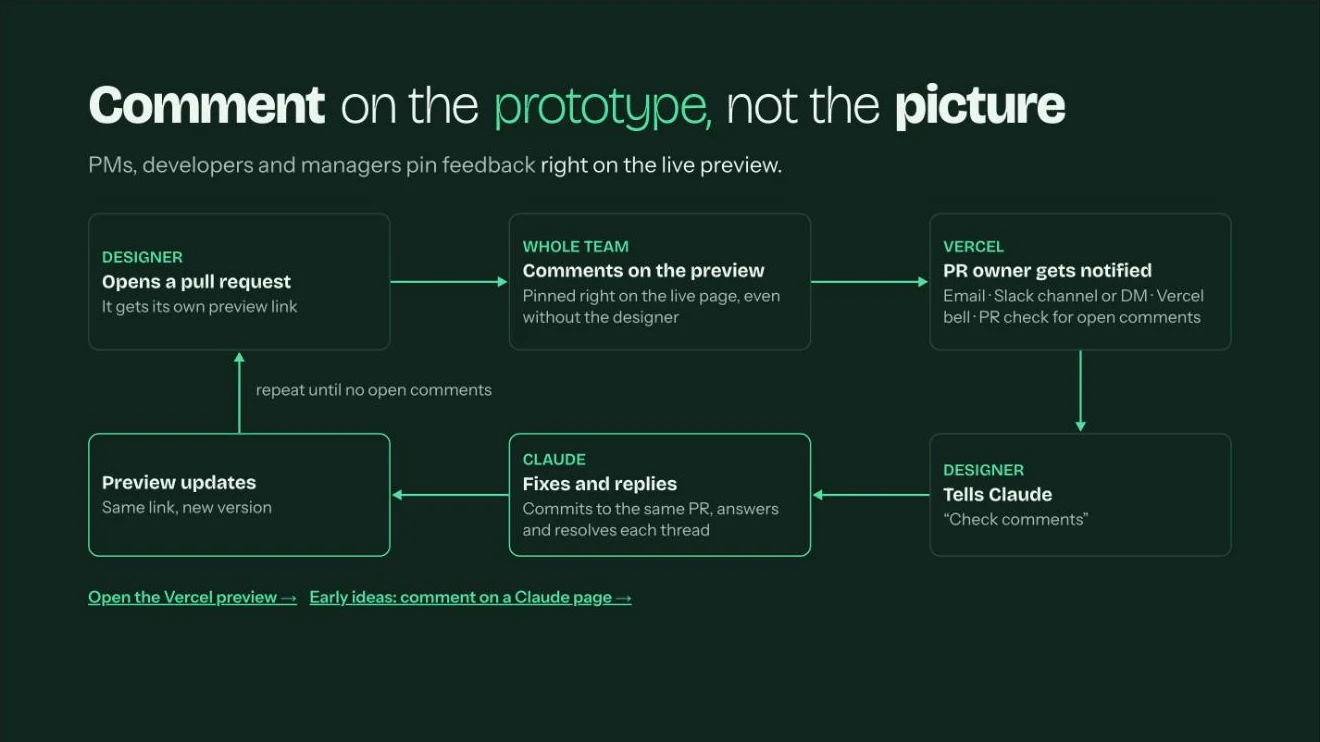 Comment on the prototype, not the picture
PMs, developers and managers pin feedback right on the live preview.
DESIGNER
Opens a pull request
It gets its own preview link
WHOLE TEAM
Comments on the preview
Pinned right on the live page, even
without the designer
VERCEL
PR owner gets notified
Email · Slack channel or DM · Vercel
bell · PR check for open comments
repeat until no open comments
Preview updates
Same link, new version
CLAUDE
Fixes and replies
Commits to the same PR, answers
and resolves each thread
DESIGNER
Tells Claude
“Check comments”
Open the Vercel preview → Early ideas: comment on a Claude page →